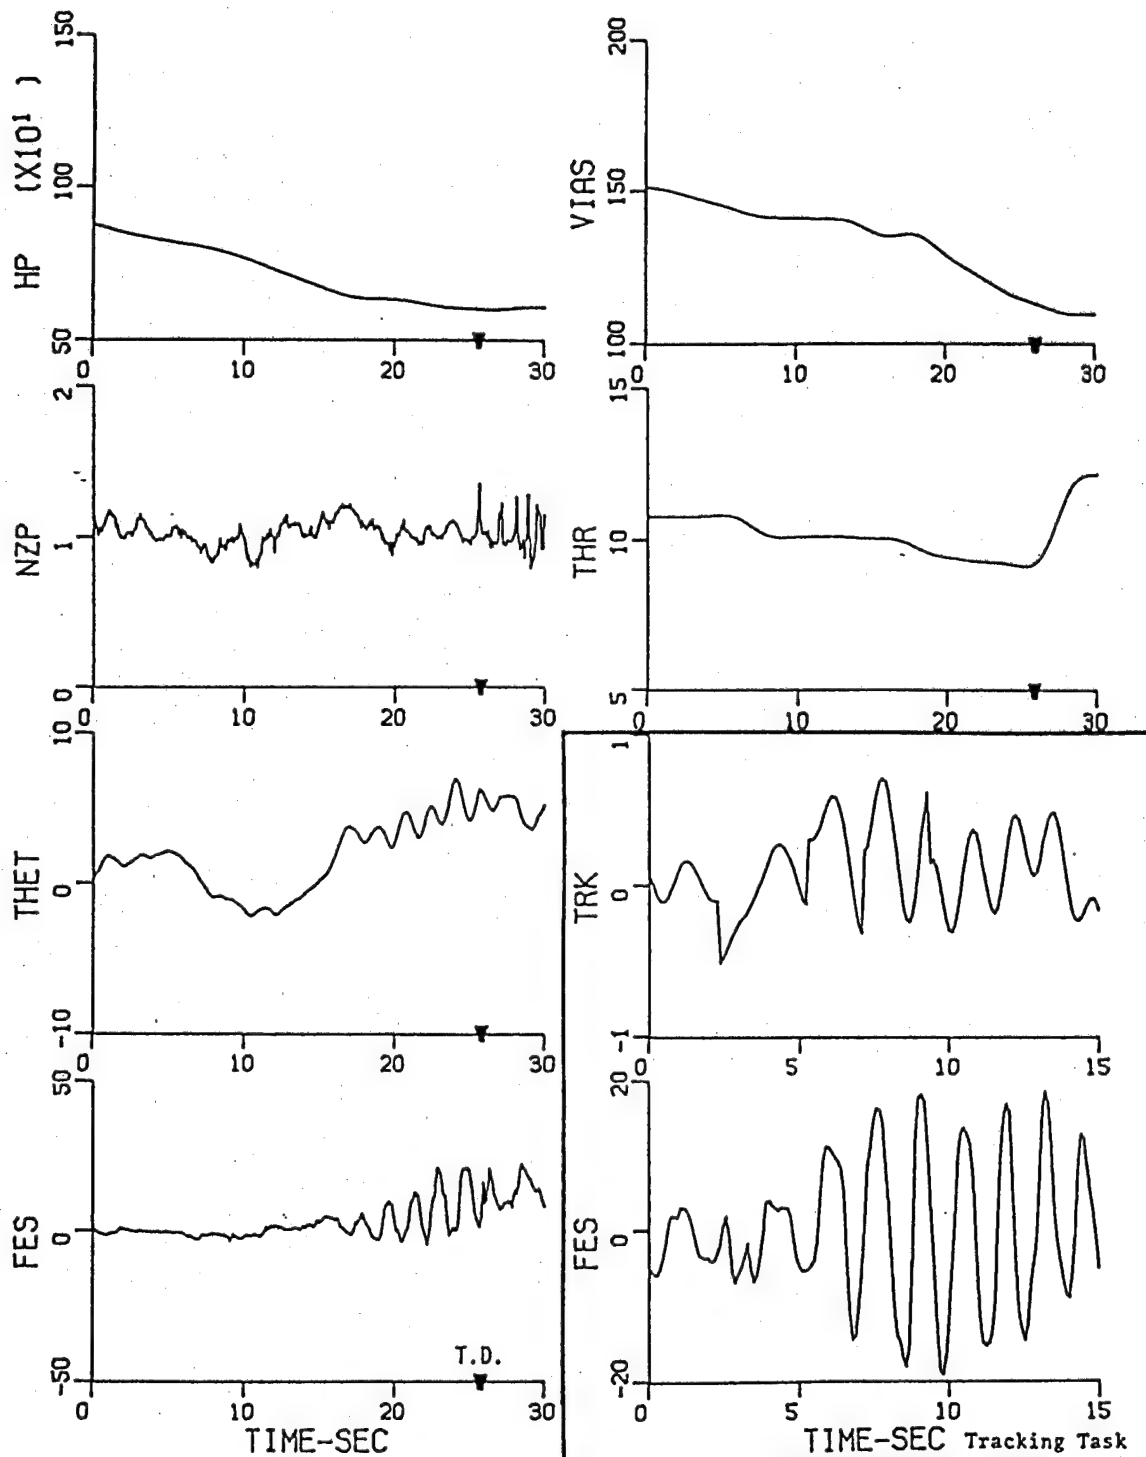 HP (X10¹)
150
100
50
0 10 20 30
VIAS
200
150
100
0 10 20 30
NZP
2
1
0
0 10 20 30
THR
15
10
5
0 10 20 30
THET
10
0
-10
0 10 20 30
TRK
1
0
-1
0 5 10 15
FES
50
0
-50
T.D.
0 10 20 30
TIME-SEC
FES
20
0
-20
0 5 10 15
TIME-SEC Tracking Task